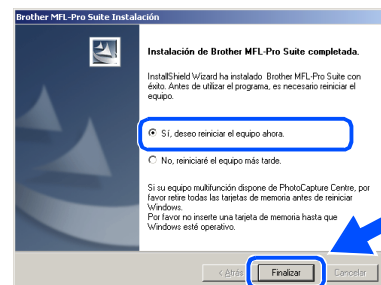 Brother MFL-Pro Suite Instalación
Instalación de Brother MFL-Pro Suite completada.
InstallShield Wizard ha instalado Brother MFL-Pro Suite con
éxito. Antes de utilizar el programa, es necesario reiniciar el
equipo.
Sí, deseo reiniciar el equipo ahora.
No, reiniciaré el equipo más tarde.
Si su equipo multifunción dispone de PhotoCapture Centre, por
favor retire todas las tarjetas de memoria antes de reiniciar
Windows.
Por favor no inserte una tarjeta de memoria hasta que
Windows esté operativo.
< Atrás Finalizar Cancelar